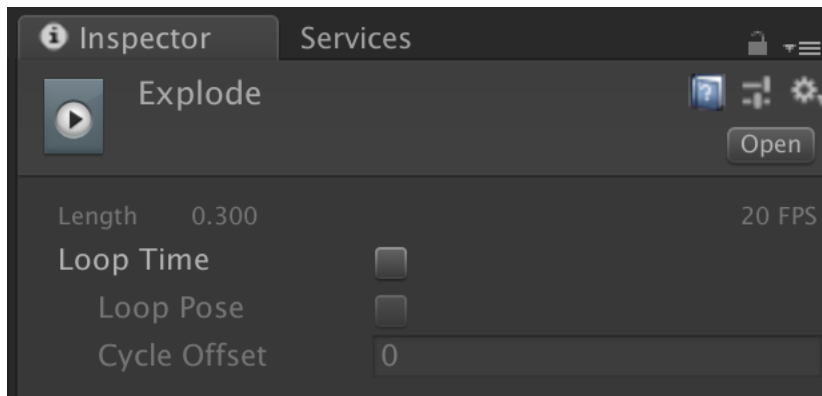 Inspector Services
Explode
Open
Length 0.300 20 FPS
Loop Time
Loop Pose
Cycle Offset 0